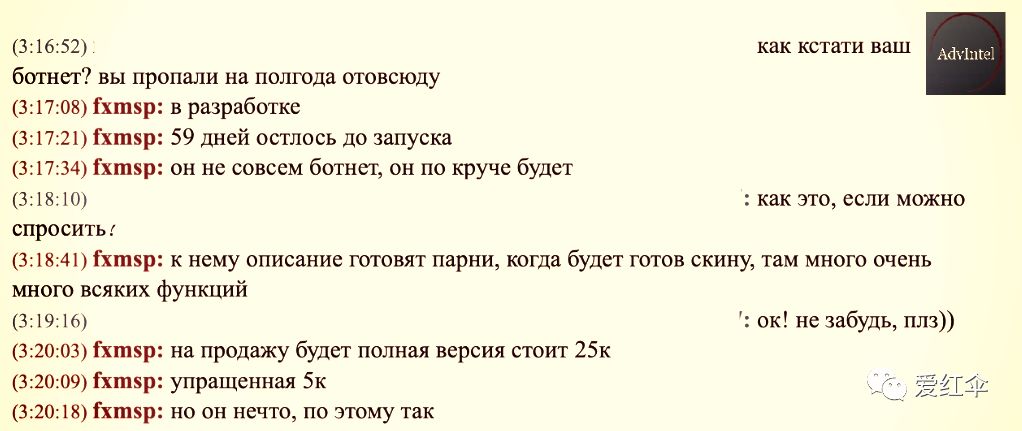 (3:16:52) как кстати ваш
AdvIntel
ботнет? вы пропали на полгода отовсюду
(3:17:08) fxmsp: в разработке
(3:17:21) fxmsp: 59 дней остлось до запуска
(3:17:34) fxmsp: он не совсем ботнет, он по круче будет
(3:18:10) : как это, если можно
спросить?
(3:18:41) fxmsp: к нему описание готовят парни, когда будет готов скину, там много очень
много всяких функций
(3:19:16) : ок! не забудь, плз))
(3:20:03) fxmsp: на продажу будет полная версия стоит 25к
(3:20:09) fxmsp: упращенная 5к
(3:20:18) fxmsp: но он нечто, по этому так
爱红伞